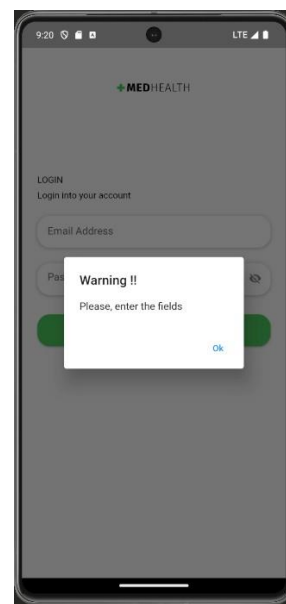 9:20
LTE
MEDHEALTH
LOGIN
Login into your account
Email Address
Pas
Warning !!
Please, enter the fields
Ok